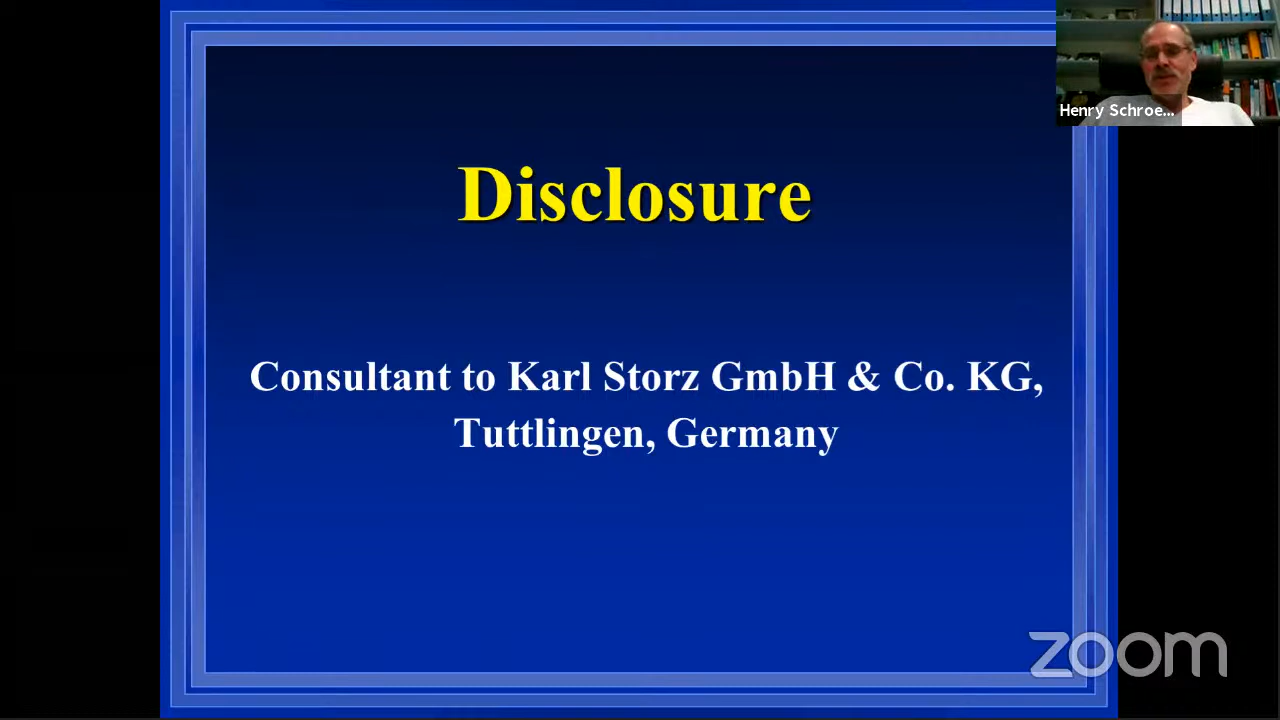 Henry Schroe...
Disclosure
Consultant to Karl Storz GmbH & Co. KG,
Tuttlingen, Germany
zoom